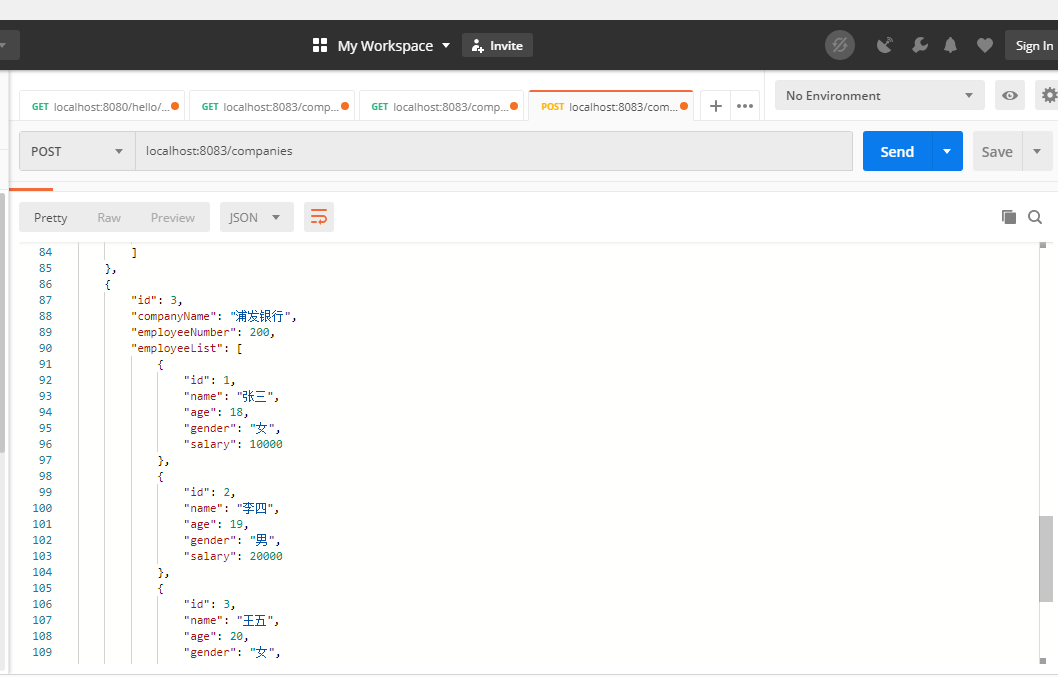 My Workspace Invite Sign In
GET localhost:8080/hello/... GET localhost:8083/comp... GET localhost:8083/comp... POST localhost:8083/com... + ••• No Environment
POST localhost:8083/companies Send Save
Pretty Raw Preview JSON
84 ]
85 },
86 {
87 "id": 3,
88 "companyName": "浦发银行",
89 "employeeNumber": 200,
90 "employeeList": [
91 {
92 "id": 1,
93 "name": "张三",
94 "age": 18,
95 "gender": "女",
96 "salary": 10000
97 },
98 {
99 "id": 2,
100 "name": "李四",
101 "age": 19,
102 "gender": "男",
103 "salary": 20000
104 },
105 {
106 "id": 3,
107 "name": "王五",
108 "age": 20,
109 "gender": "女",